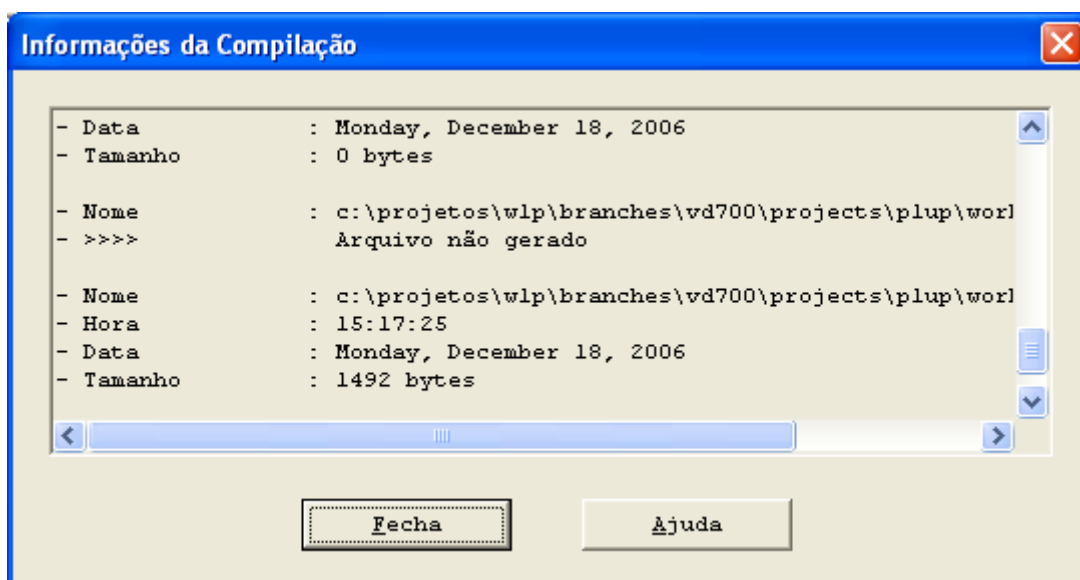 Informações da Compilação
- Data : Monday, December 18, 2006
- Tamanho : 0 bytes
- Nome : c:\projetos\wlp\branches\vd700\projects\plup\worl
- >>>> Arquivo não gerado
- Nome : c:\projetos\wlp\branches\vd700\projects\plup\worl
- Hora : 15:17:25
- Data : Monday, December 18, 2006
- Tamanho : 1492 bytes
Fecha Ajuda